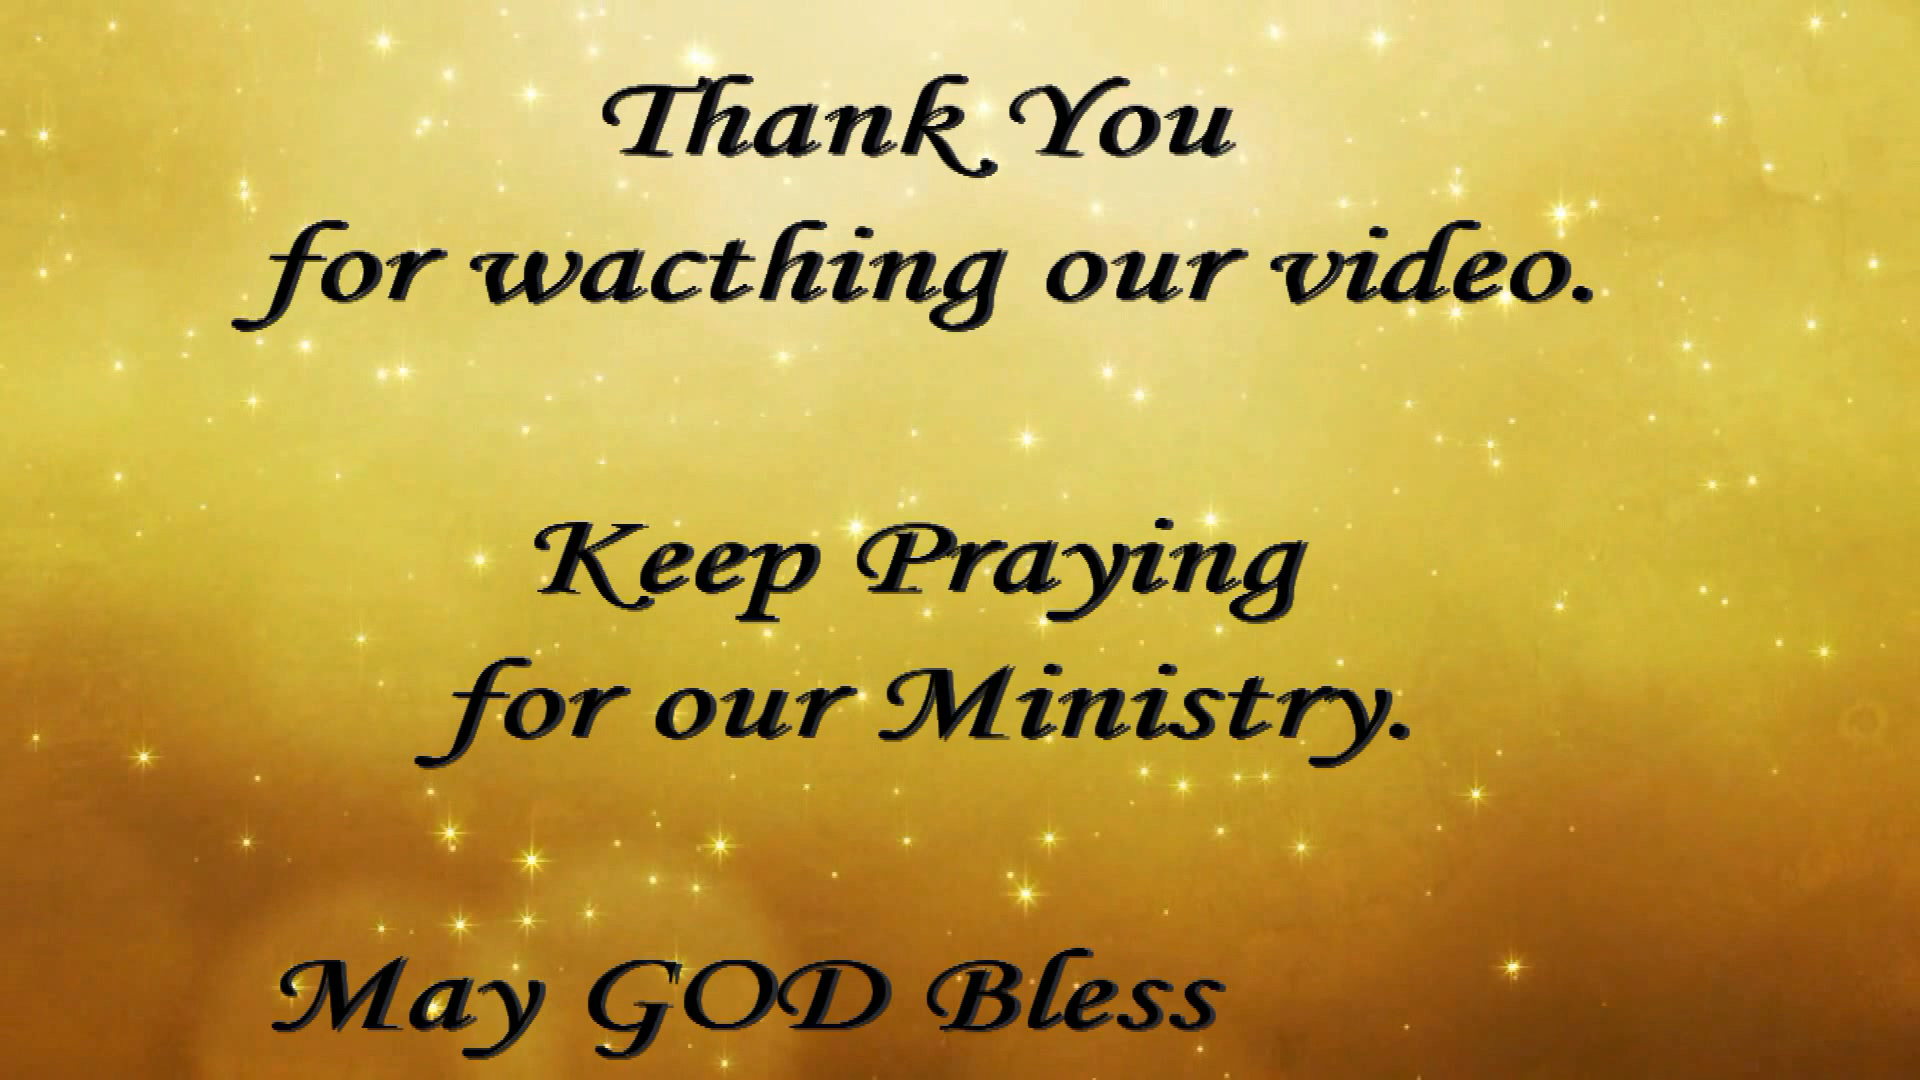 Thank You
for wacthing our video.
Keep Praying
for our Ministry.
May GOD Bless